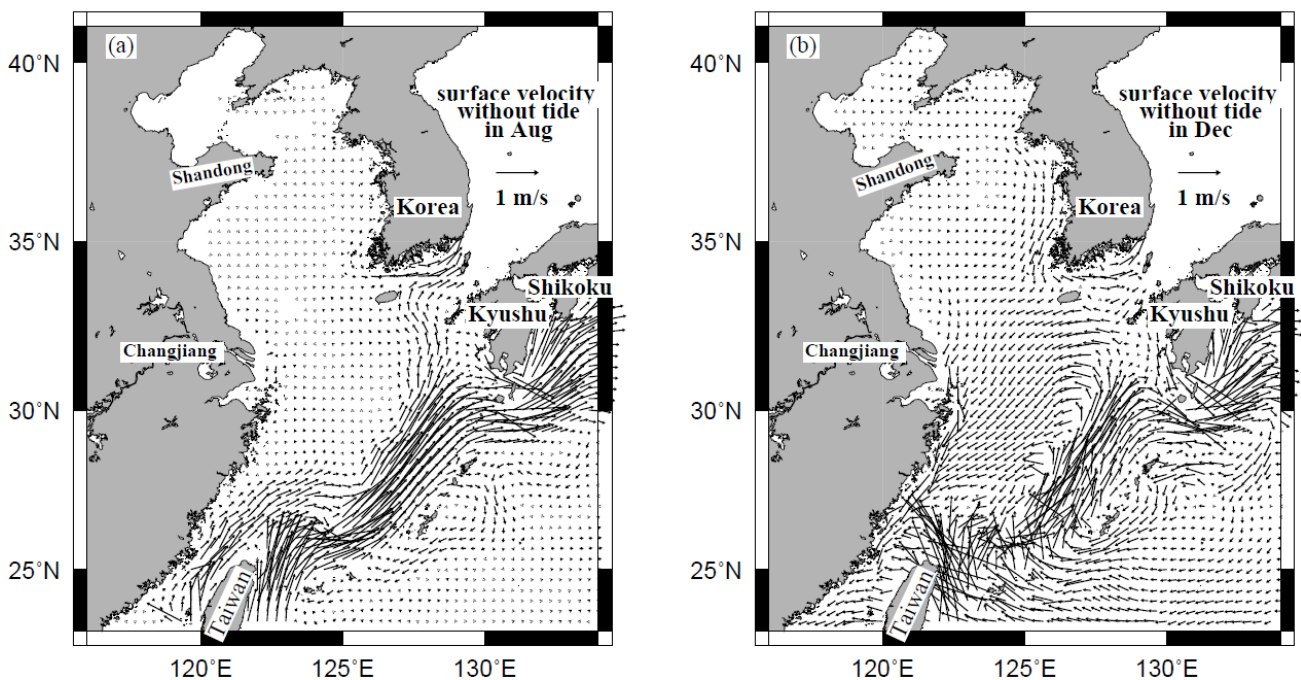 (a)
surface velocity
without tide
in Aug
1 m/s
Shandong
Korea
Shikoku
Kyushu
Changjiang
Taiwan
40°N
35°N
30°N
25°N
120°E
125°E
130°E
(b)
surface velocity
without tide
in Dec
1 m/s
Shandong
Korea
Shikoku
Kyushu
Changjiang
Taiwan
40°N
35°N
30°N
25°N
120°E
125°E
130°E